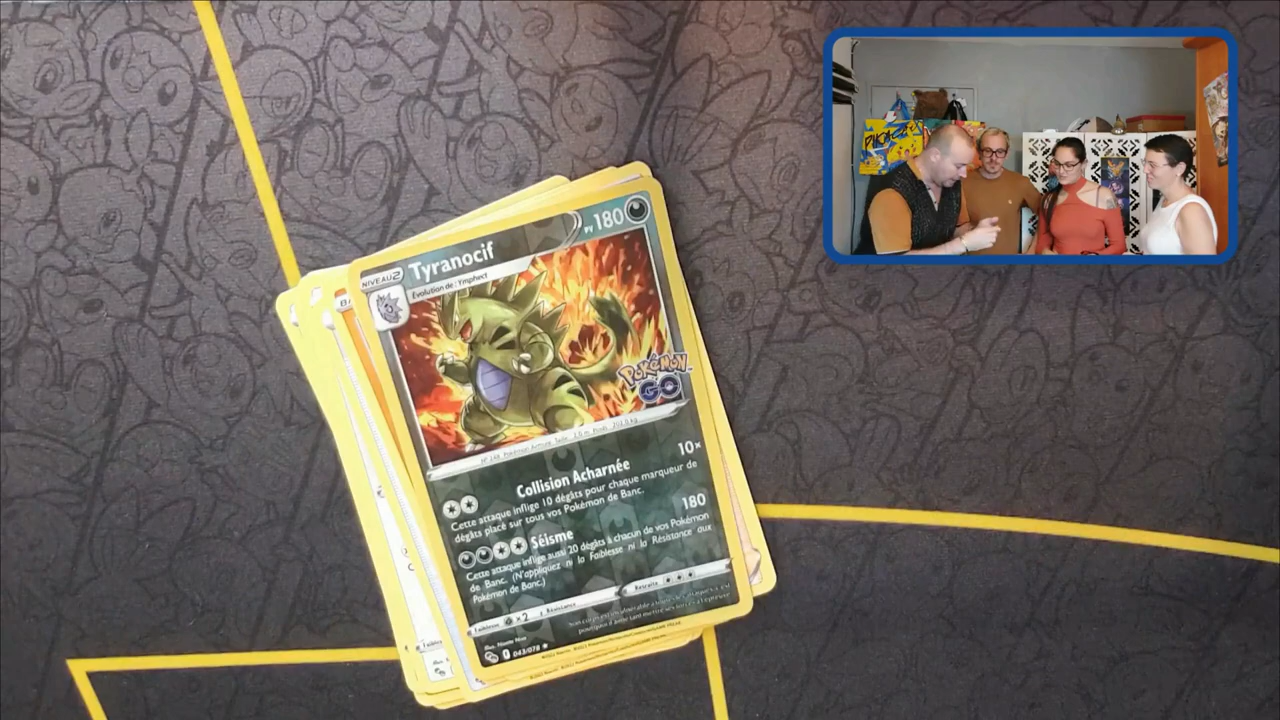 PIKACHU
NIVEAU 2
Tyranocif
PV 180
Évolution de : Ymphect
Pokémon
GO
Collision Acharnée
10×
Cette attaque inflige 10 dégâts pour chaque marqueur de
dégâts placé sur tous vos Pokémon de Banc.
Séisme
180
Cette attaque inflige aussi 20 dégâts à chacun de vos Pokémon
de Banc. (N'appliquez ni la Faiblesse ni la Résistance aux
Pokémon de Banc.)
Faiblesse
×2
Résistance
Retraite
043/078